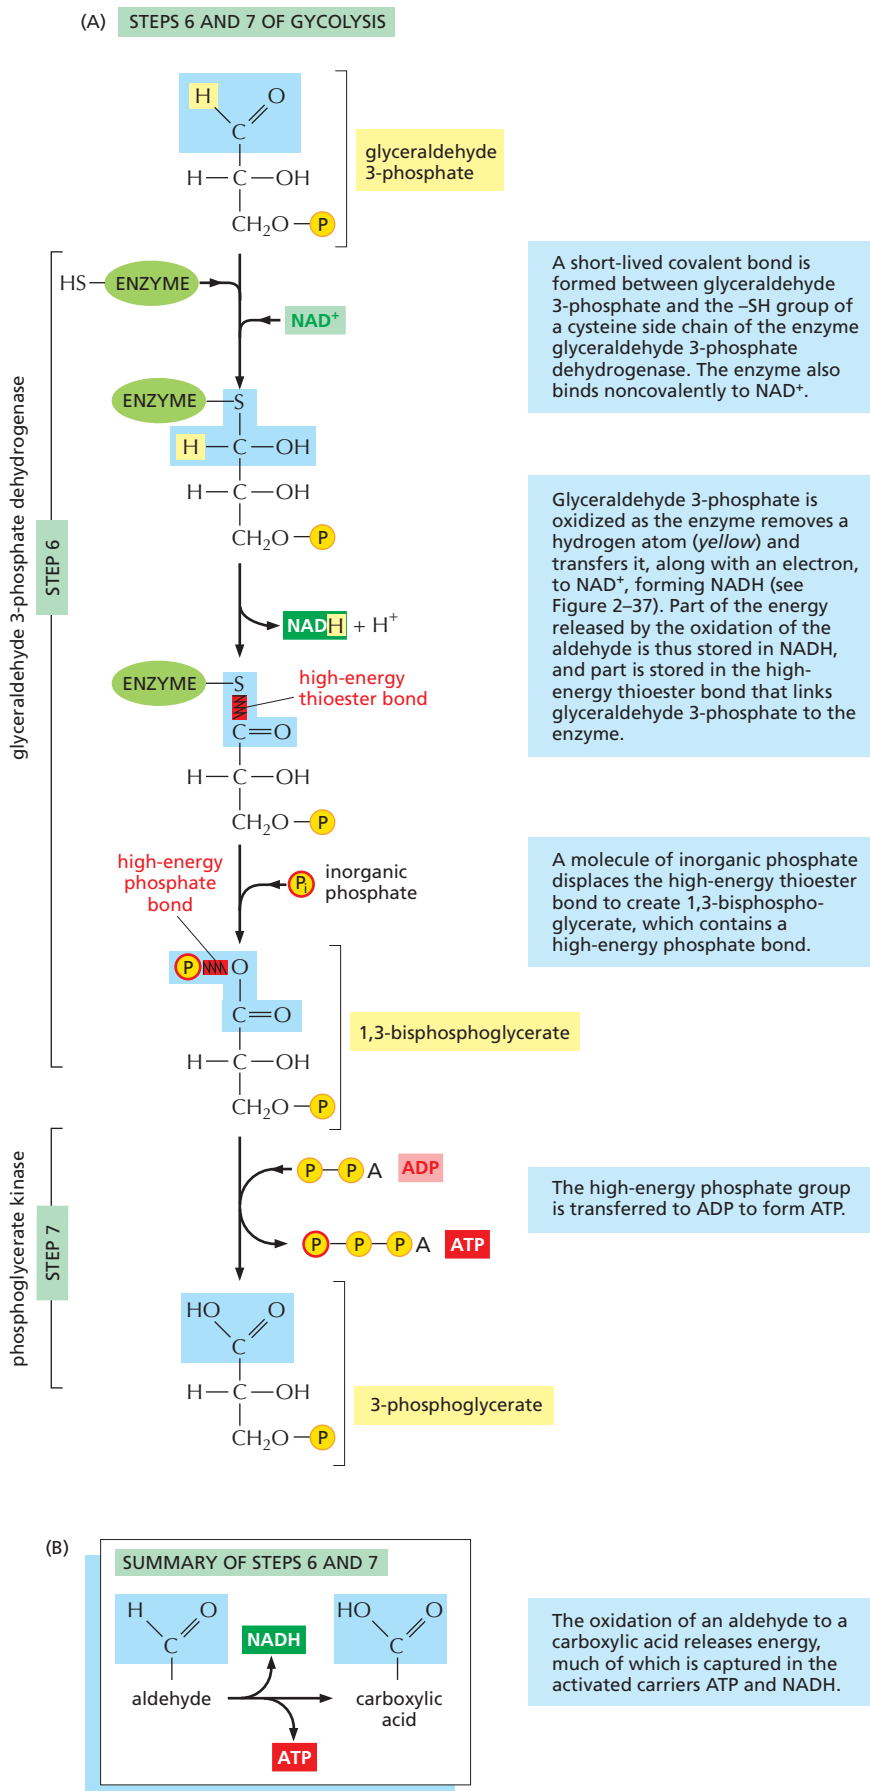 (A) STEPS 6 AND 7 OF GYCOLYSIS
H O
C
H—C—OH
CH₂O—P
glyceraldehyde
3-phosphate
HS—ENZYME
NAD⁺
A short-lived covalent bond is
formed between glyceraldehyde
3-phosphate and the –SH group of
a cysteine side chain of the enzyme
glyceraldehyde 3-phosphate
dehydrogenase. The enzyme also
binds noncovalently to NAD⁺.
glyceraldehyde 3-phosphate dehydrogenase
STEP 6
ENZYME—S
H—C—OH
H—C—OH
CH₂O—P
Glyceraldehyde 3-phosphate is
oxidized as the enzyme removes a
hydrogen atom (yellow) and
transfers it, along with an electron,
to NAD⁺, forming NADH (see
Figure 2–37). Part of the energy
released by the oxidation of the
aldehyde is thus stored in NADH,
and part is stored in the high-
energy thioester bond that links
glyceraldehyde 3-phosphate to the
enzyme.
NADH + H⁺
ENZYME—S
high-energy
thioester bond
C=O
H—C—OH
CH₂O—P
high-energy
phosphate
bond
Pᵢ inorganic
phosphate
A molecule of inorganic phosphate
displaces the high-energy thioester
bond to create 1,3-bisphospho-
glycerate, which contains a
high-energy phosphate bond.
P O
C=O
H—C—OH
CH₂O—P
1,3-bisphosphoglycerate
phosphoglycerate kinase
STEP 7
P—P A ADP
P—P—P A ATP
The high-energy phosphate group
is transferred to ADP to form ATP.
HO O
C
H—C—OH
CH₂O—P
3-phosphoglycerate
(B)
SUMMARY OF STEPS 6 AND 7
H O
C
aldehyde
NADH
ATP
HO O
C
carboxylic
acid
The oxidation of an aldehyde to a
carboxylic acid releases energy,
much of which is captured in the
activated carriers ATP and NADH.